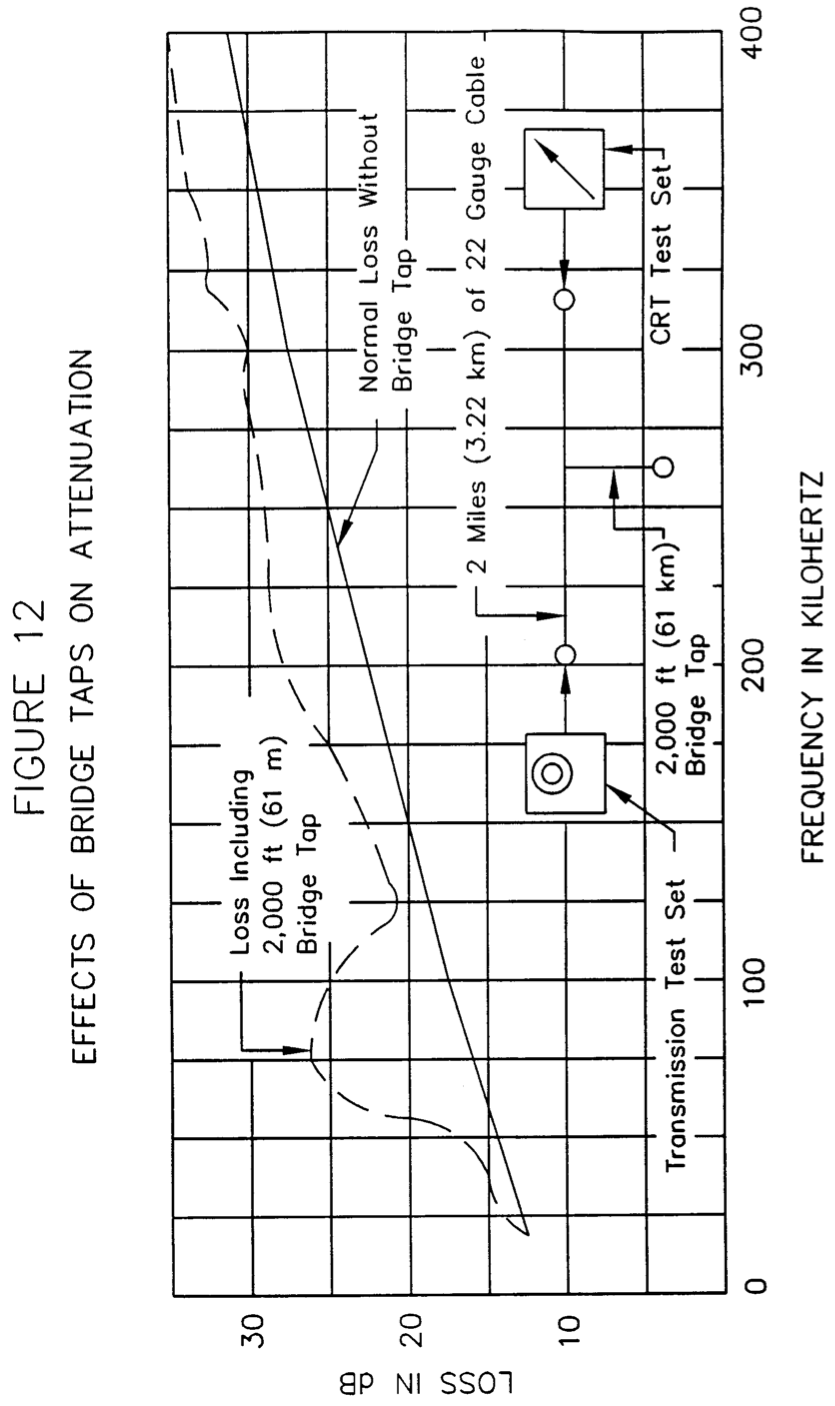 FIGURE 12
EFFECTS OF BRIDGE TAPS ON ATTENUATION
LOSS IN dB
30
20
10
Loss Including
2,000 ft (61 m)
Bridge Tap
Normal Loss Without
Bridge Tap
2 Miles (3.22 km) of 22 Gauge Cable
Transmission Test Set
2,000 ft (61 km)
Bridge Tap
CRT Test Set
0
100
200
300
400
FREQUENCY IN KILOHERTZ